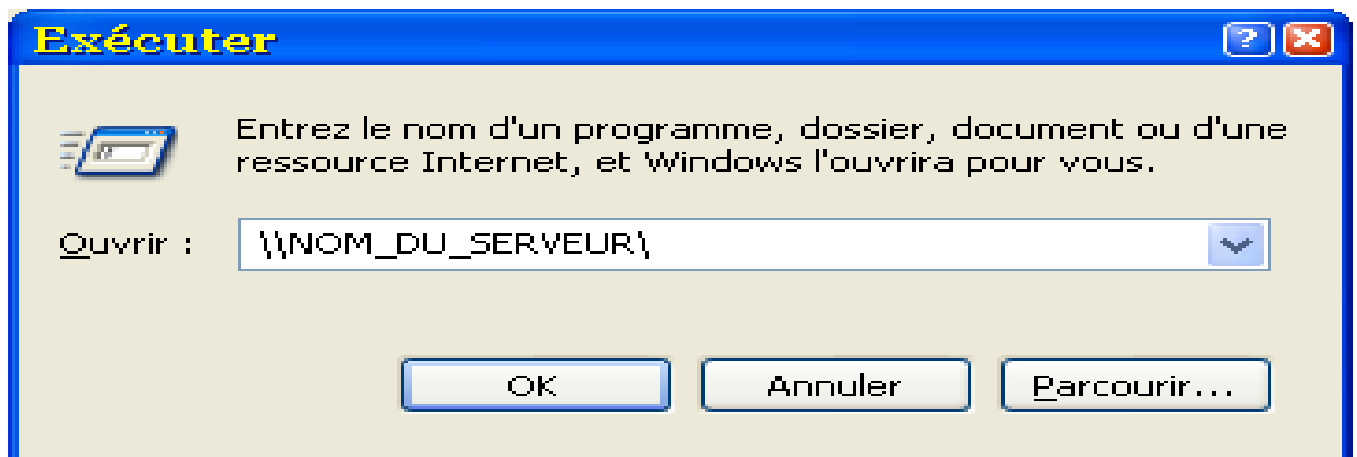 Exécuter
Entrez le nom d'un programme, dossier, document ou d'une
ressource Internet, et Windows l'ouvrira pour vous.
Ouvrir : \\NOM_DU_SERVEUR\
OK Annuler Parcourir...